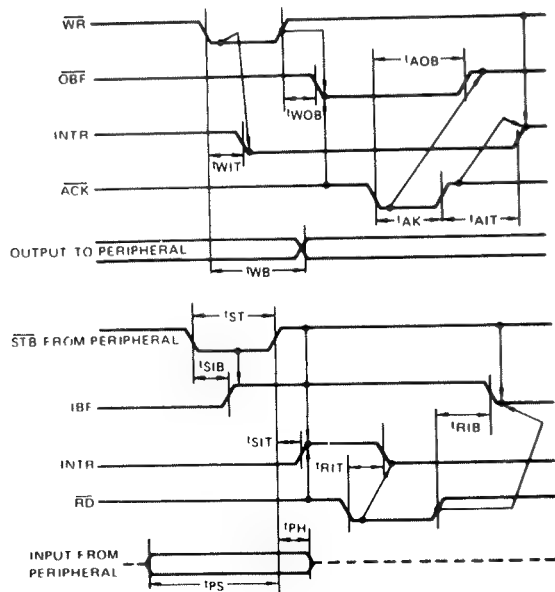 WR
OBF
tAOB
tWOB
INTR
tWIT
ACK
tAK
tAIT
OUTPUT TO PERIPHERAL
tWB
tST
STB FROM PERIPHERAL
tSIB
IBF
tRIB
tSIT
INTR
tRIT
RD
tPH
INPUT FROM
PERIPHERAL
tPS